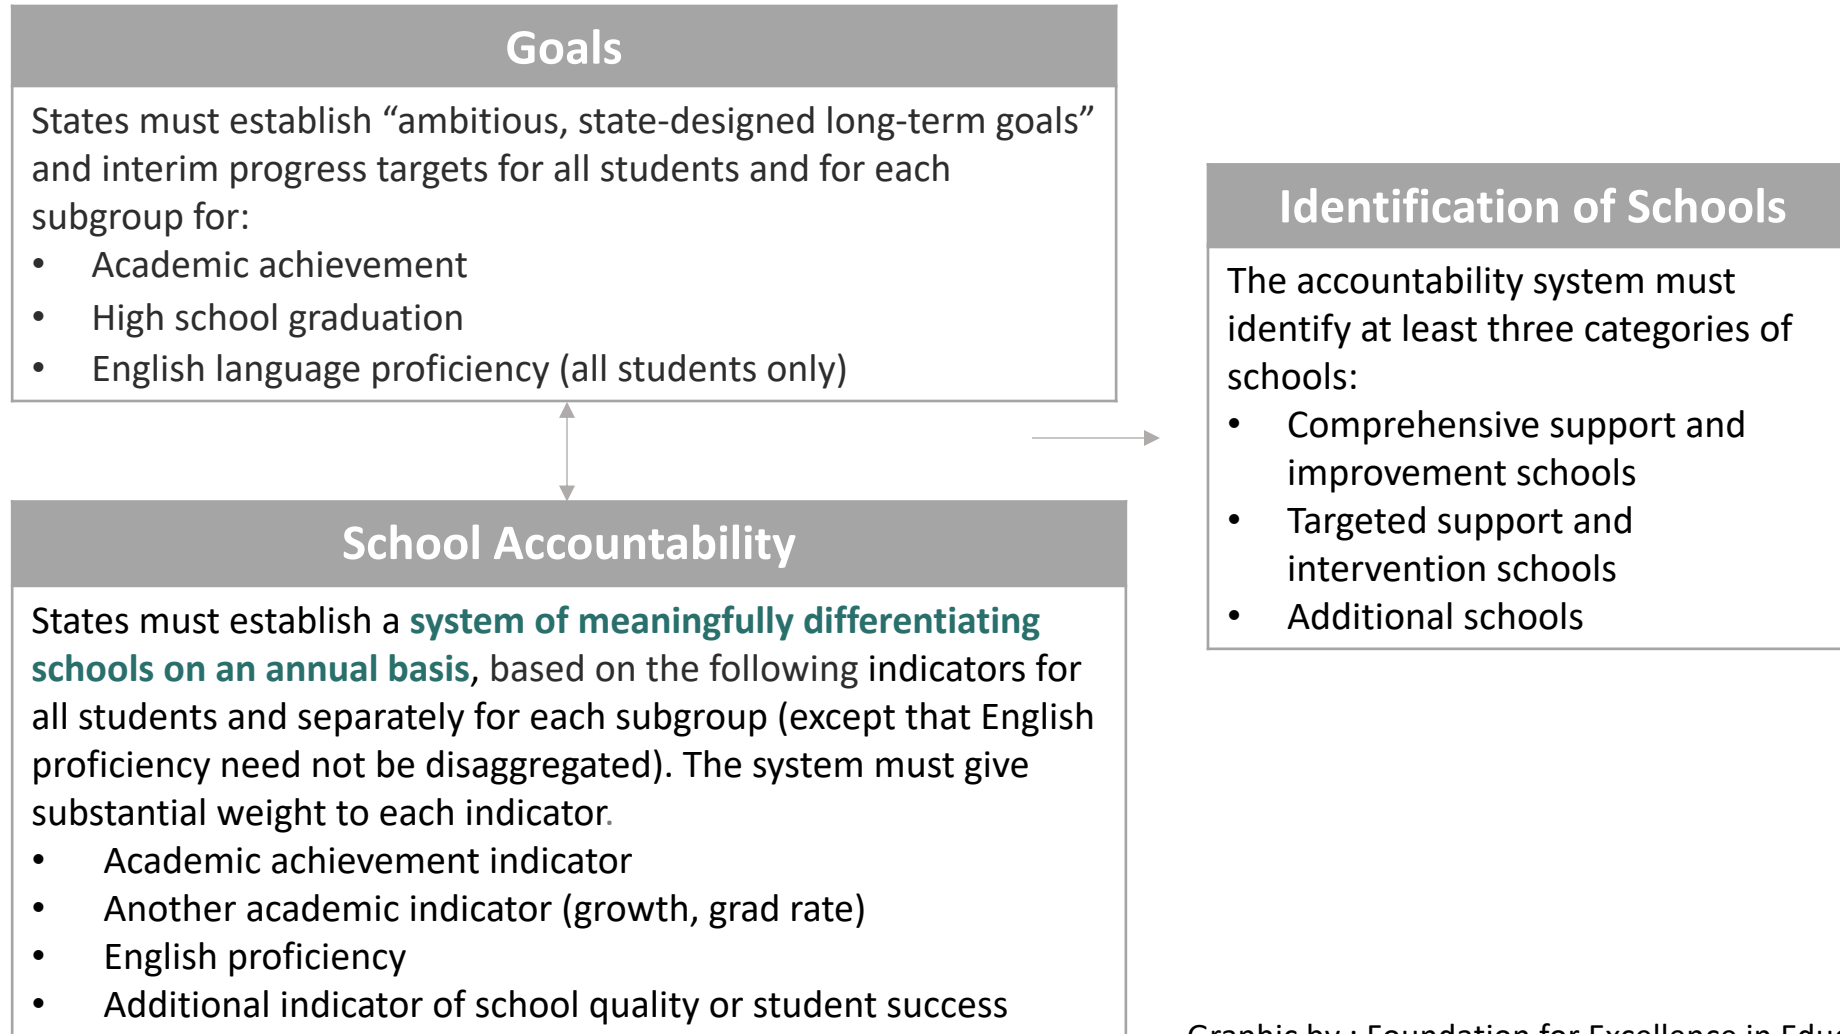 Goals
States must establish “ambitious, state-designed long-term goals”
and interim progress targets for all students and for each
subgroup for:
• Academic achievement
• High school graduation
• English language proficiency (all students only)
School Accountability
States must establish a system of meaningfully differentiating
schools on an annual basis, based on the following indicators for
all students and separately for each subgroup (except that English
proficiency need not be disaggregated). The system must give
substantial weight to each indicator.
• Academic achievement indicator
• Another academic indicator (growth, grad rate)
• English proficiency
• Additional indicator of school quality or student success
Identification of Schools
The accountability system must
identify at least three categories of
schools:
• Comprehensive support and
improvement schools
• Targeted support and
intervention schools
• Additional schools
Graphic by : Foundation for Excellence in